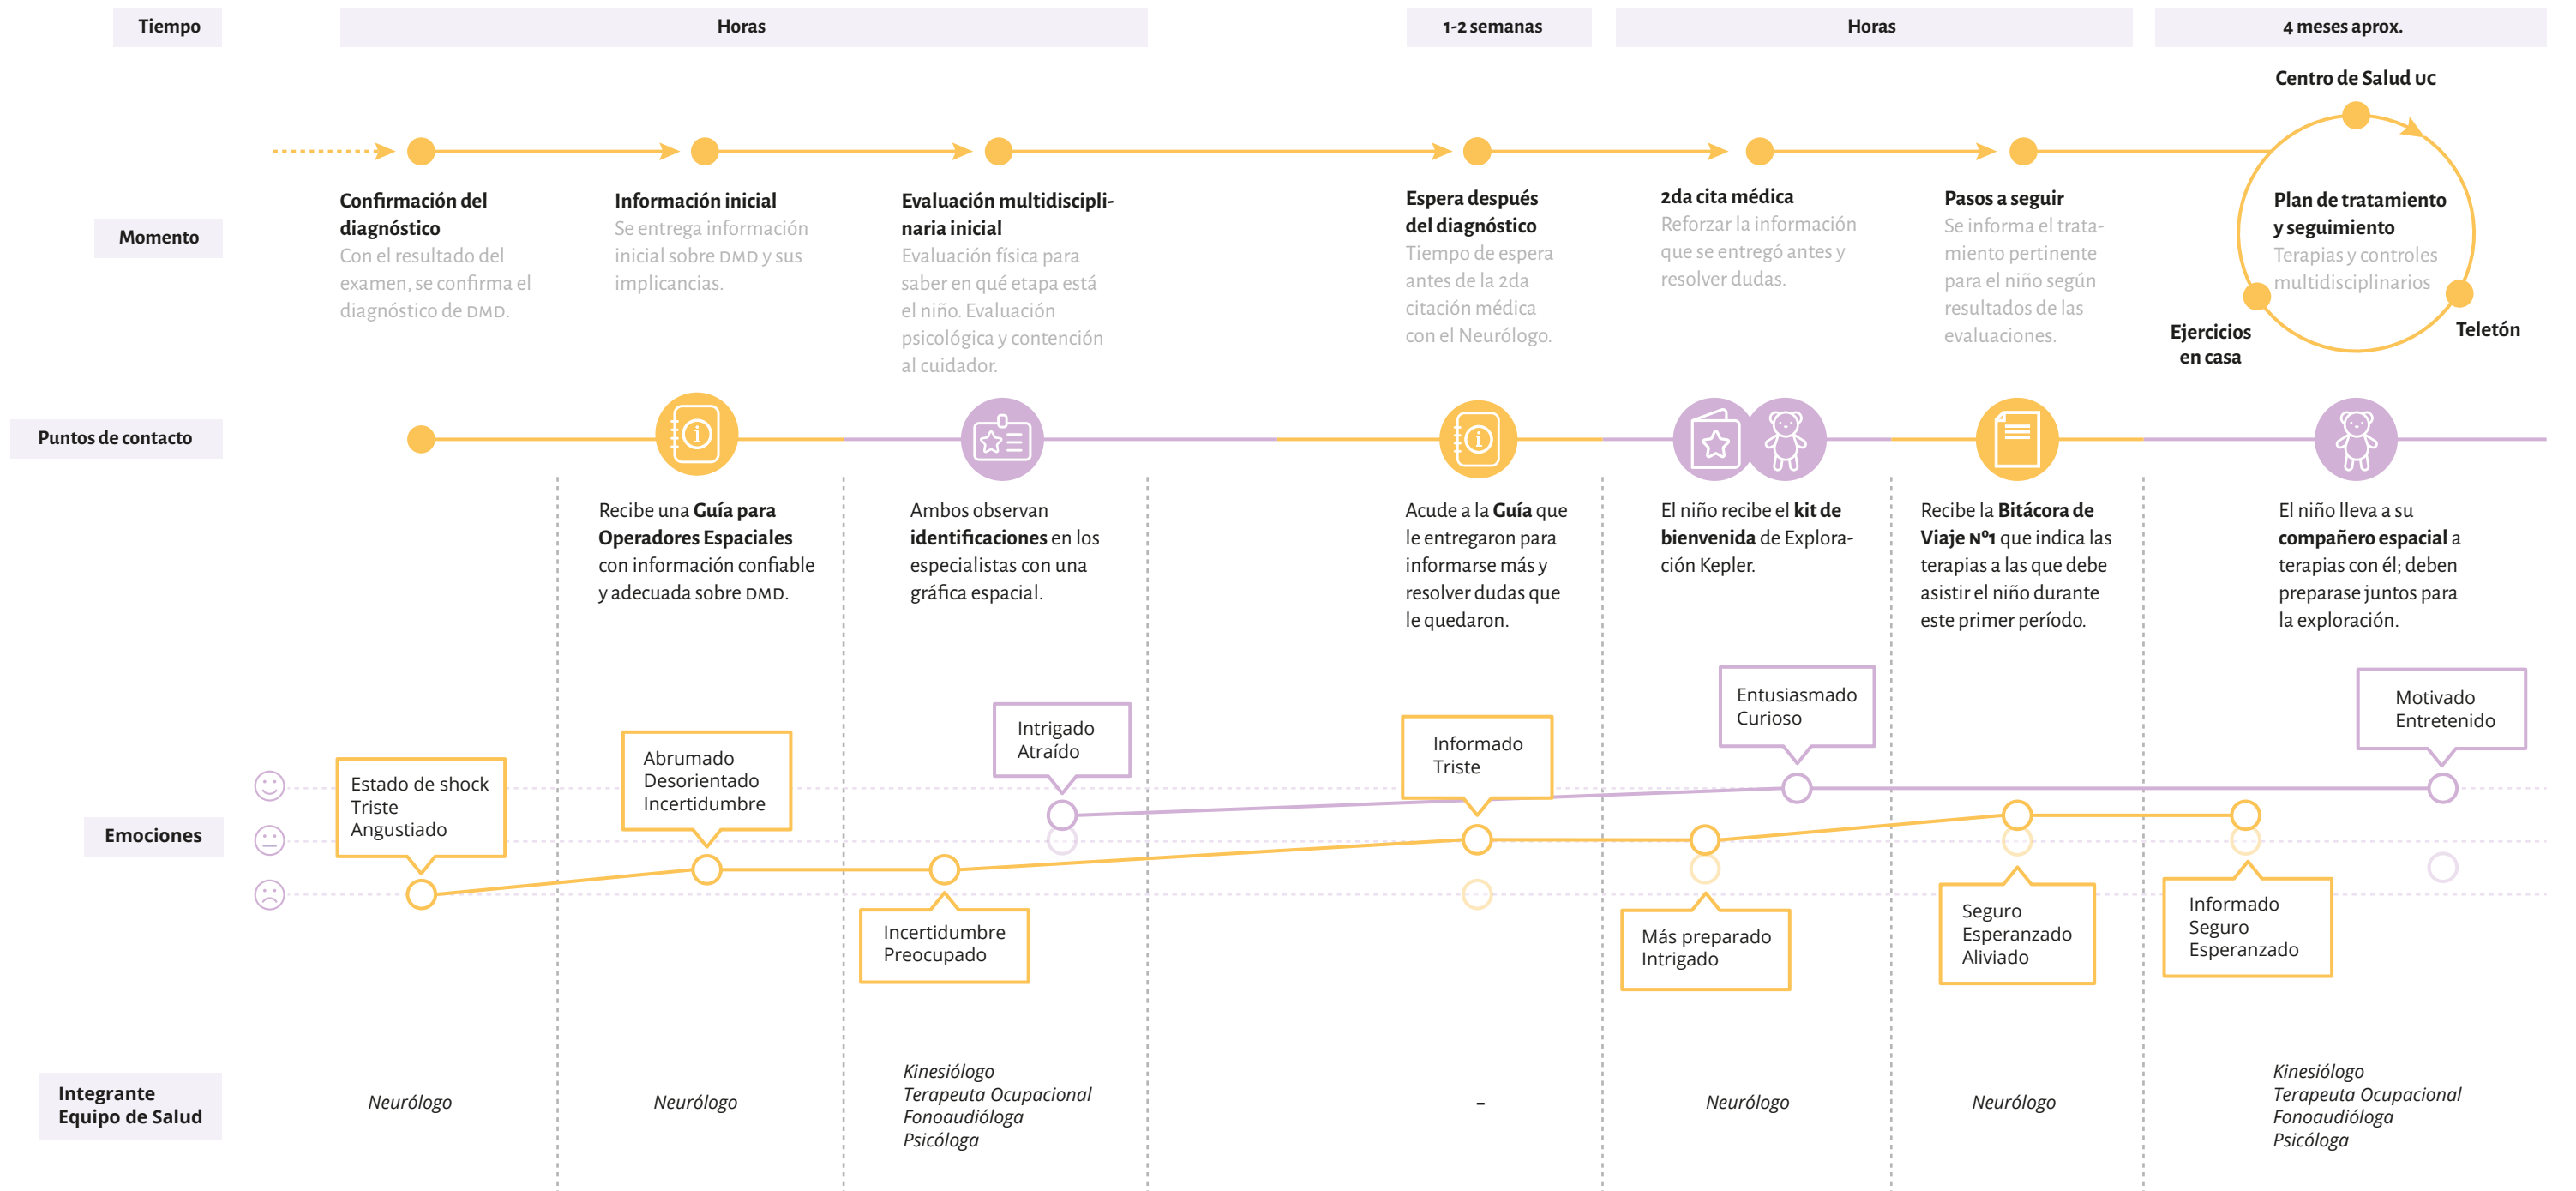 Tiempo
Horas
1-2 semanas
Horas
4 meses aprox.
Momento
Confirmación del
diagnóstico
Con el resultado del
examen, se confirma el
diagnóstico de DMD.
Información inicial
Se entrega información
inicial sobre DMD y sus
implicancias.
Evaluación multidiscipli-
naria inicial
Evaluación física para
saber en qué etapa está
el niño. Evaluación
psicológica y contención
al cuidador.
Espera después
del diagnóstico
Tiempo de espera
antes de la 2da
citación médica
con el Neurólogo.
2da cita médica
Reforzar la información
que se entregó antes y
resolver dudas.
Pasos a seguir
Se informa el trata-
miento pertinente
para el niño según
resultados de las
evaluaciones.
Centro de Salud UC
Plan de tratamiento
y seguimiento
Terapias y controles
multidisciplinarios
Ejercicios
en casa
Teletón
Puntos de contacto
Recibe una Guía para
Operadores Espaciales
con información confiable
y adecuada sobre DMD.
Ambos observan
identificaciones en los
especialistas con una
gráfica espacial.
Acude a la Guía que
le entregaron para
informarse más y
resolver dudas que
le quedaron.
El niño recibe el kit de
bienvenida de Explora-
ción Kepler.
Recibe la Bitácora de
Viaje Nº1 que indica las
terapias a las que debe
asistir el niño durante
este primer período.
El niño lleva a su
compañero espacial a
terapias con él; deben
preparase juntos para
la exploración.
Emociones
Estado de shock
Triste
Angustiado
Abrumado
Desorientado
Incertidumbre
Incertidumbre
Preocupado
Intrigado
Atraído
Informado
Triste
Más preparado
Intrigado
Entusiasmado
Curioso
Seguro
Esperanzado
Aliviado
Informado
Seguro
Esperanzado
Motivado
Entretenido
Integrante
Equipo de Salud
Neurólogo
Neurólogo
Kinesiólogo
Terapeuta Ocupacional
Fonoaudióloga
Psicóloga
–
Neurólogo
Neurólogo
Kinesiólogo
Terapeuta Ocupacional
Fonoaudióloga
Psicóloga